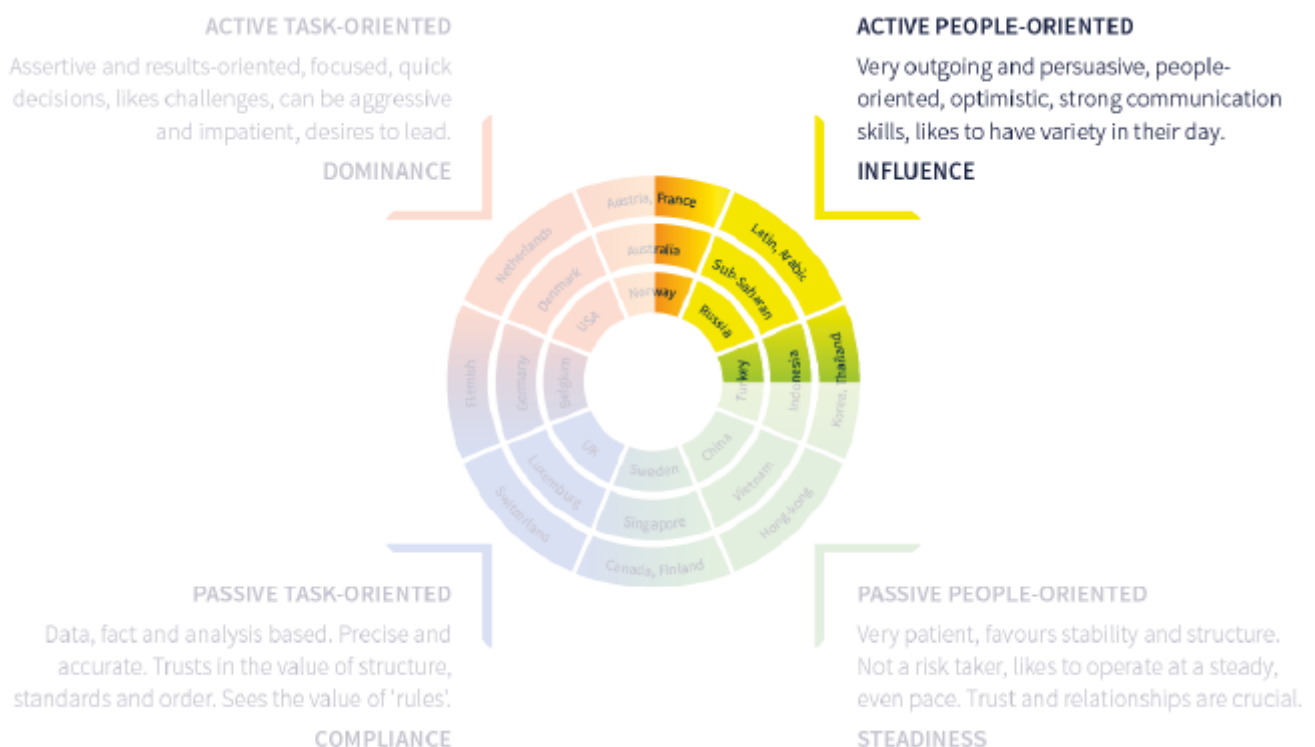 ACTIVE TASK-ORIENTED
Assertive and results-oriented, focused, quick
decisions, likes challenges, can be aggressive
and impatient, desires to lead.
DOMINANCE
ACTIVE PEOPLE-ORIENTED
Very outgoing and persuasive, people-
oriented, optimistic, strong communication
skills, likes to have variety in their day.
INFLUENCE
Austria, France
Australia
Norway
Latin, Arabic
Sub-Saharan
Russia
Korea, Thailand
Indonesia
Turkey
Hong-kong
Vietnam
China
Sweden
Singapore
Canada, Finland
UK
Luxemburg
Switzerland
Belgium
Germany
Flemish
USA
Denmark
Netherlands
PASSIVE TASK-ORIENTED
Data, fact and analysis based. Precise and
accurate. Trusts in the value of structure,
standards and order. Sees the value of 'rules'.
COMPLIANCE
PASSIVE PEOPLE-ORIENTED
Very patient, favours stability and structure.
Not a risk taker, likes to operate at a steady,
even pace. Trust and relationships are crucial.
STEADINESS